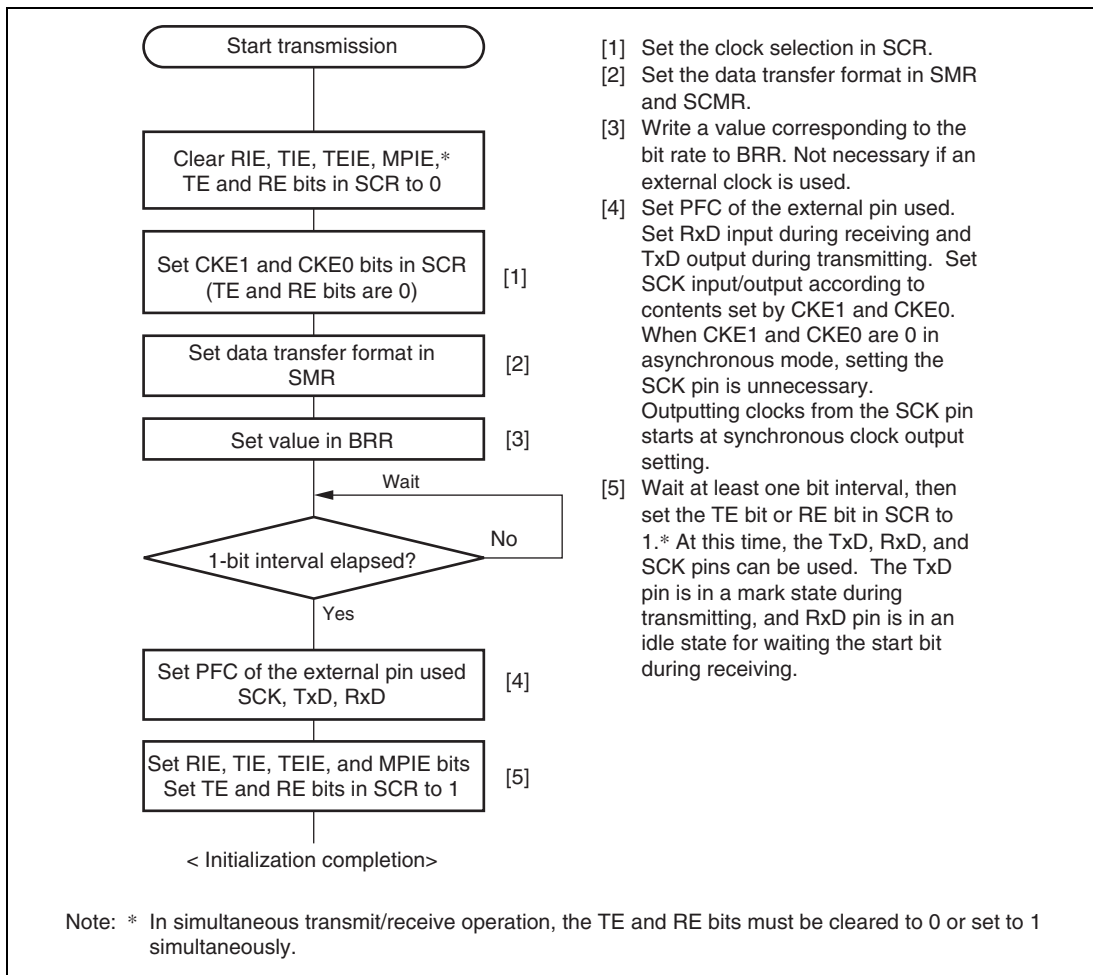 Start transmission
Clear RIE, TIE, TEIE, MPIE,*
TE and RE bits in SCR to 0
Set CKE1 and CKE0 bits in SCR
(TE and RE bits are 0)
[1]
Set data transfer format in
SMR
[2]
Set value in BRR
[3]
Wait
1-bit interval elapsed?
No
Yes
Set PFC of the external pin used
SCK, TxD, RxD
[4]
Set RIE, TIE, TEIE, and MPIE bits
Set TE and RE bits in SCR to 1
[5]
< Initialization completion>
[1] Set the clock selection in SCR.
[2] Set the data transfer format in SMR
and SCMR.
[3] Write a value corresponding to the
bit rate to BRR. Not necessary if an
external clock is used.
[4] Set PFC of the external pin used.
Set RxD input during receiving and
TxD output during transmitting. Set
SCK input/output according to
contents set by CKE1 and CKE0.
When CKE1 and CKE0 are 0 in
asynchronous mode, setting the
SCK pin is unnecessary.
Outputting clocks from the SCK pin
starts at synchronous clock output
setting.
[5] Wait at least one bit interval, then
set the TE bit or RE bit in SCR to
1.* At this time, the TxD, RxD, and
SCK pins can be used. The TxD
pin is in a mark state during
transmitting, and RxD pin is in an
idle state for waiting the start bit
during receiving.
Note: * In simultaneous transmit/receive operation, the TE and RE bits must be cleared to 0 or set to 1
simultaneously.